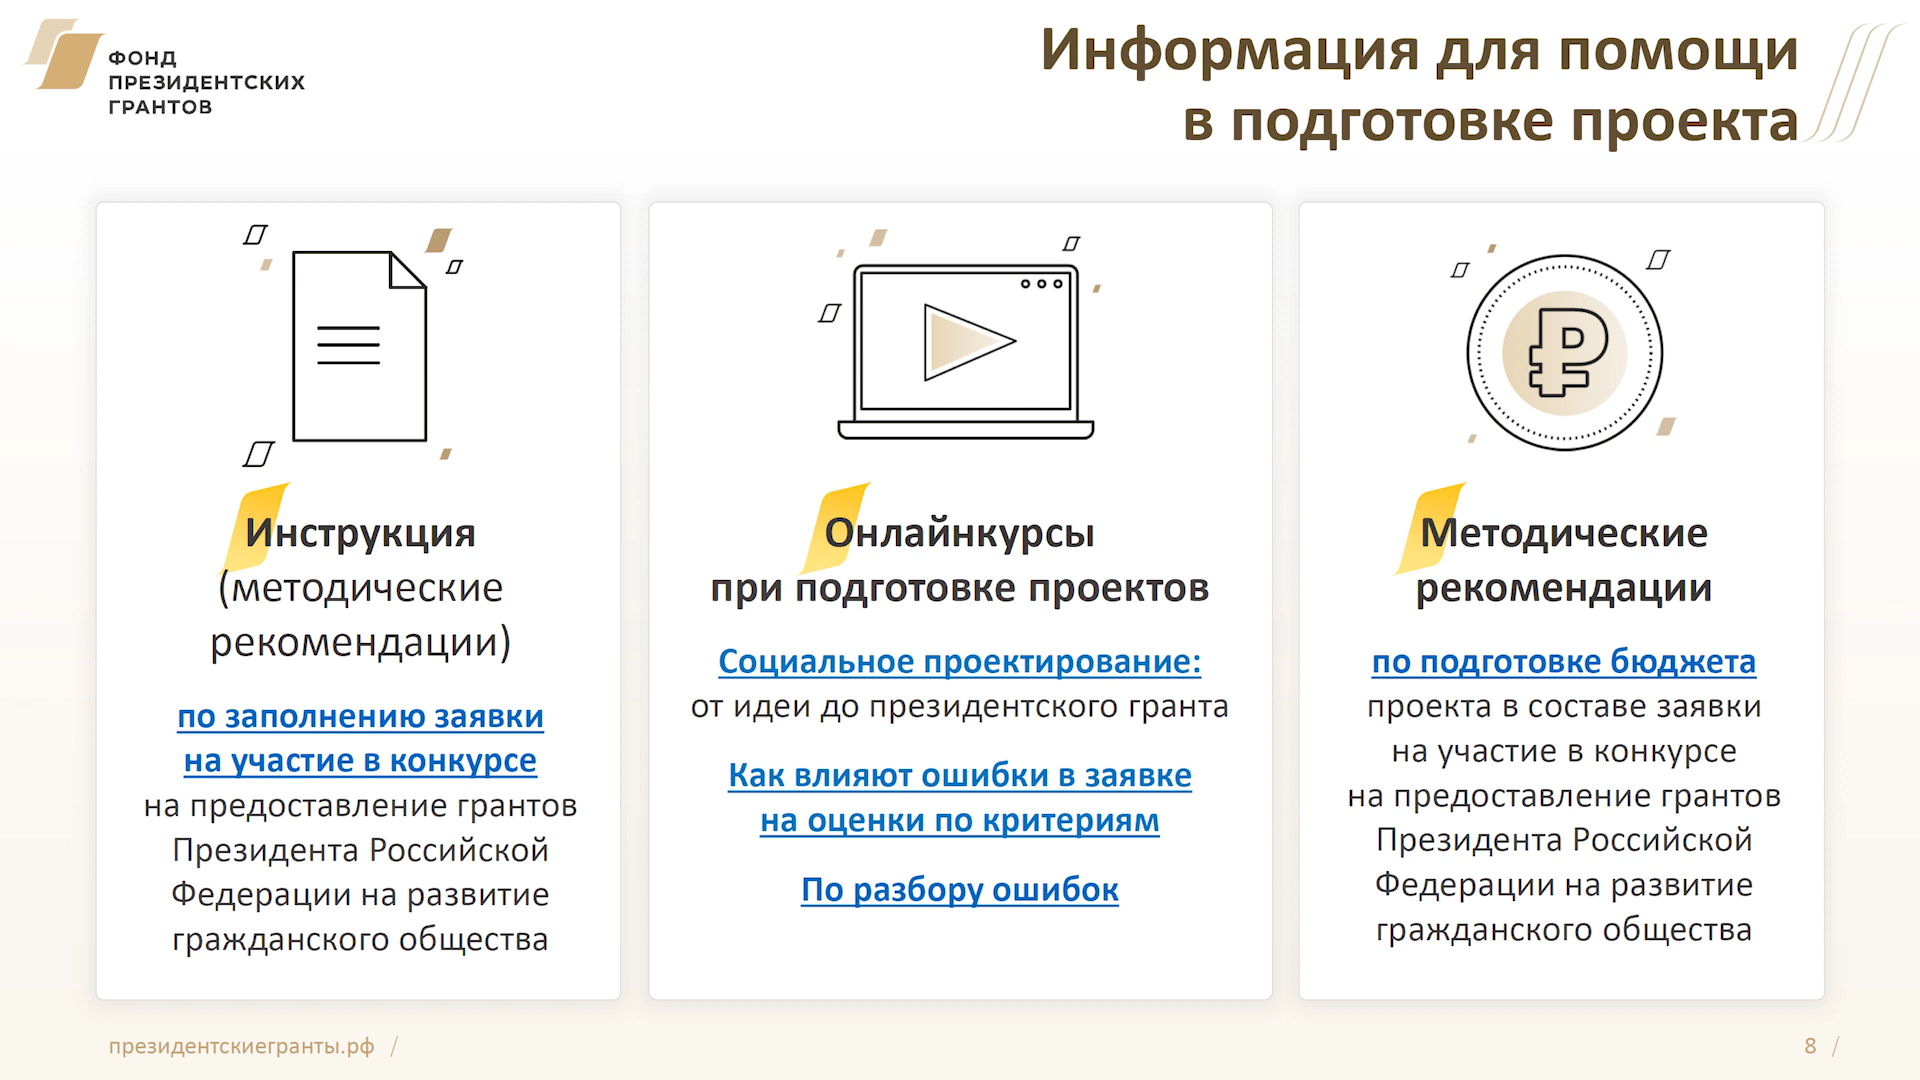 ФОНД
ПРЕЗИДЕНТСКИХ
ГРАНТОВ
Информация для помощи
в подготовке проекта
Инструкция
(методические
рекомендации)
по заполнению заявки
на участие в конкурсе
на предоставление грантов
Президента Российской
Федерации на развитие
гражданского общества
Онлайнкурсы
при подготовке проектов
Социальное проектирование:
от идеи до президентского гранта
Как влияют ошибки в заявке
на оценки по критериям
По разбору ошибок
Методические
рекомендации
по подготовке бюджета
проекта в составе заявки
на участие в конкурсе
на предоставление грантов
Президента Российской
Федерации на развитие
гражданского общества
президентскиегранты.рф /
8 /